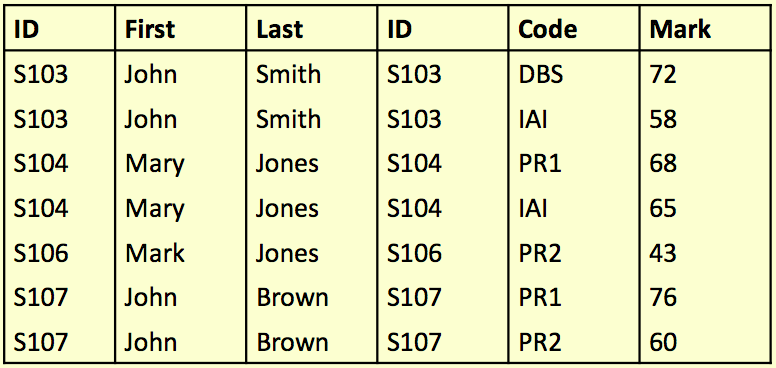 ID First Last ID Code Mark
S103 John Smith S103 DBS 72
S103 John Smith S103 IAI 58
S104 Mary Jones S104 PR1 68
S104 Mary Jones S104 IAI 65
S106 Mark Jones S106 PR2 43
S107 John Brown S107 PR1 76
S107 John Brown S107 PR2 60